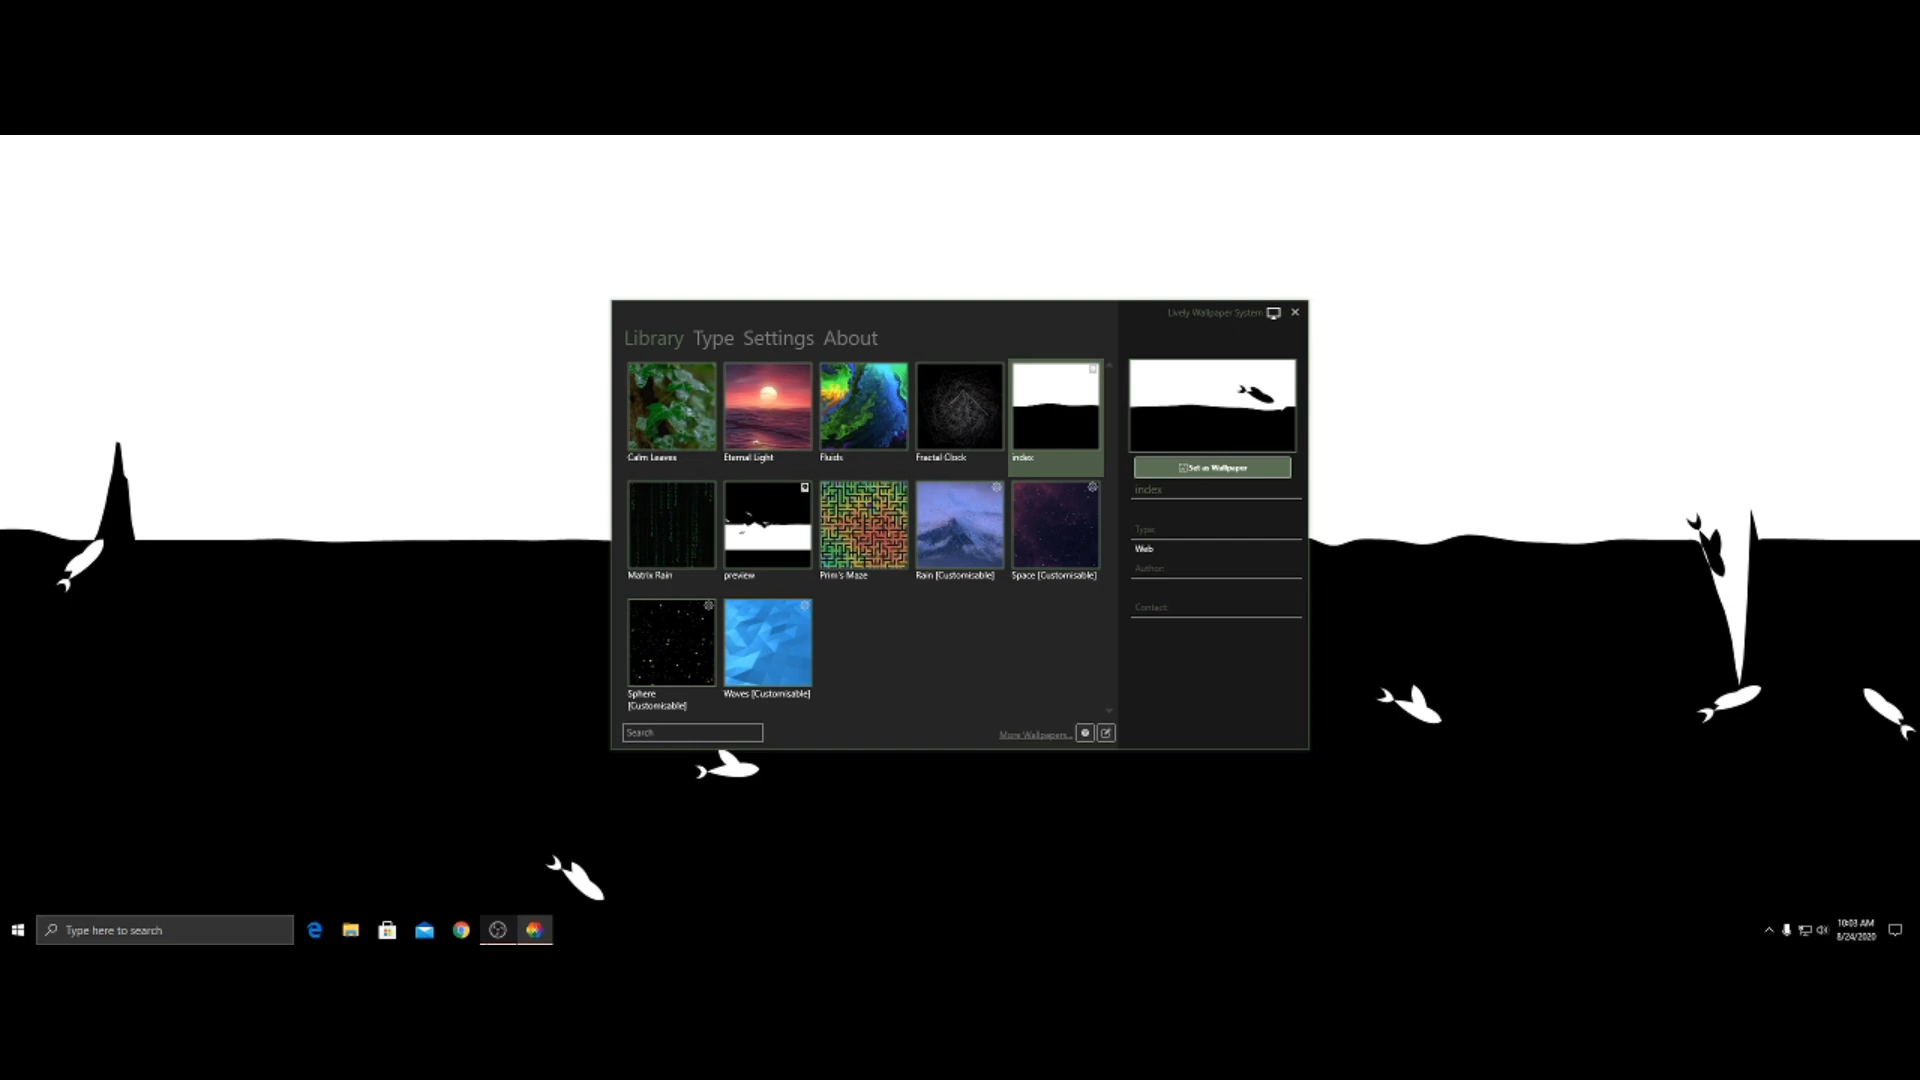 Lively Wallpaper System
Library Type Settings About
Calm Leaves
Eternal Light
Fluids
Fractal Clock
index
Set as Wallpaper
index
Type:
Web
Author:
Contact:
Matrix Rain
preview
Prim's Maze
Rain [Customisable]
Space [Customisable]
Sphere
[Customisable]
Waves [Customisable]
Search
More Wallpapers...
Type here to search
10:03 AM
8/24/2020